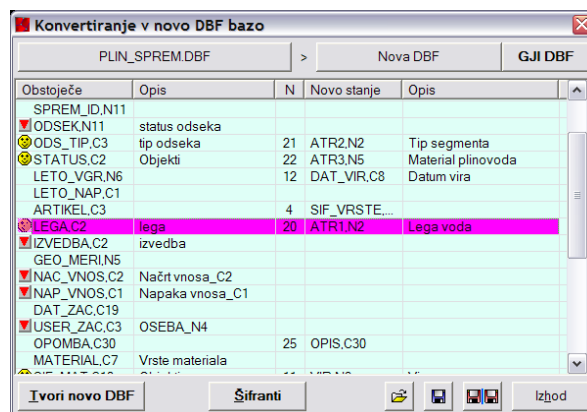 Konvertiranje v novo DBF bazo
PLIN_SPREM.DBF > Nova DBF GJI DBF
Obstoječe Opis N Novo stanje Opis
SPREM_ID,N11
ODSEK,N11 status odseka
ODS_TIP,C3 tip odseka 21 ATR2,N2 Tip segmenta
STATUS,C2 Objekti 22 ATR3,N5 Material plinovoda
LETO_VGR,N6 12 DAT_VIR,C8 Datum vira
LETO_NAP,C1
ARTIKEL,C3 4 SIF_VRSTE,...
LEGA,C2 lega 20 ATR1,N2 Lega voda
IZVEDBA,C2 izvedba
GEO_MERI,N5
NAC_VNOS,C2 Načrt vnosa_C2
NAP_VNOS,C1 Napaka vnosa_C1
DAT_ZAC,C19
USER_ZAC,C3 OSEBA_N4
OPOMBA,C30 25 OPIS,C30
MATERIAL,C7 Vrste materiala
Tvori novo DBF Šifranti Izhod